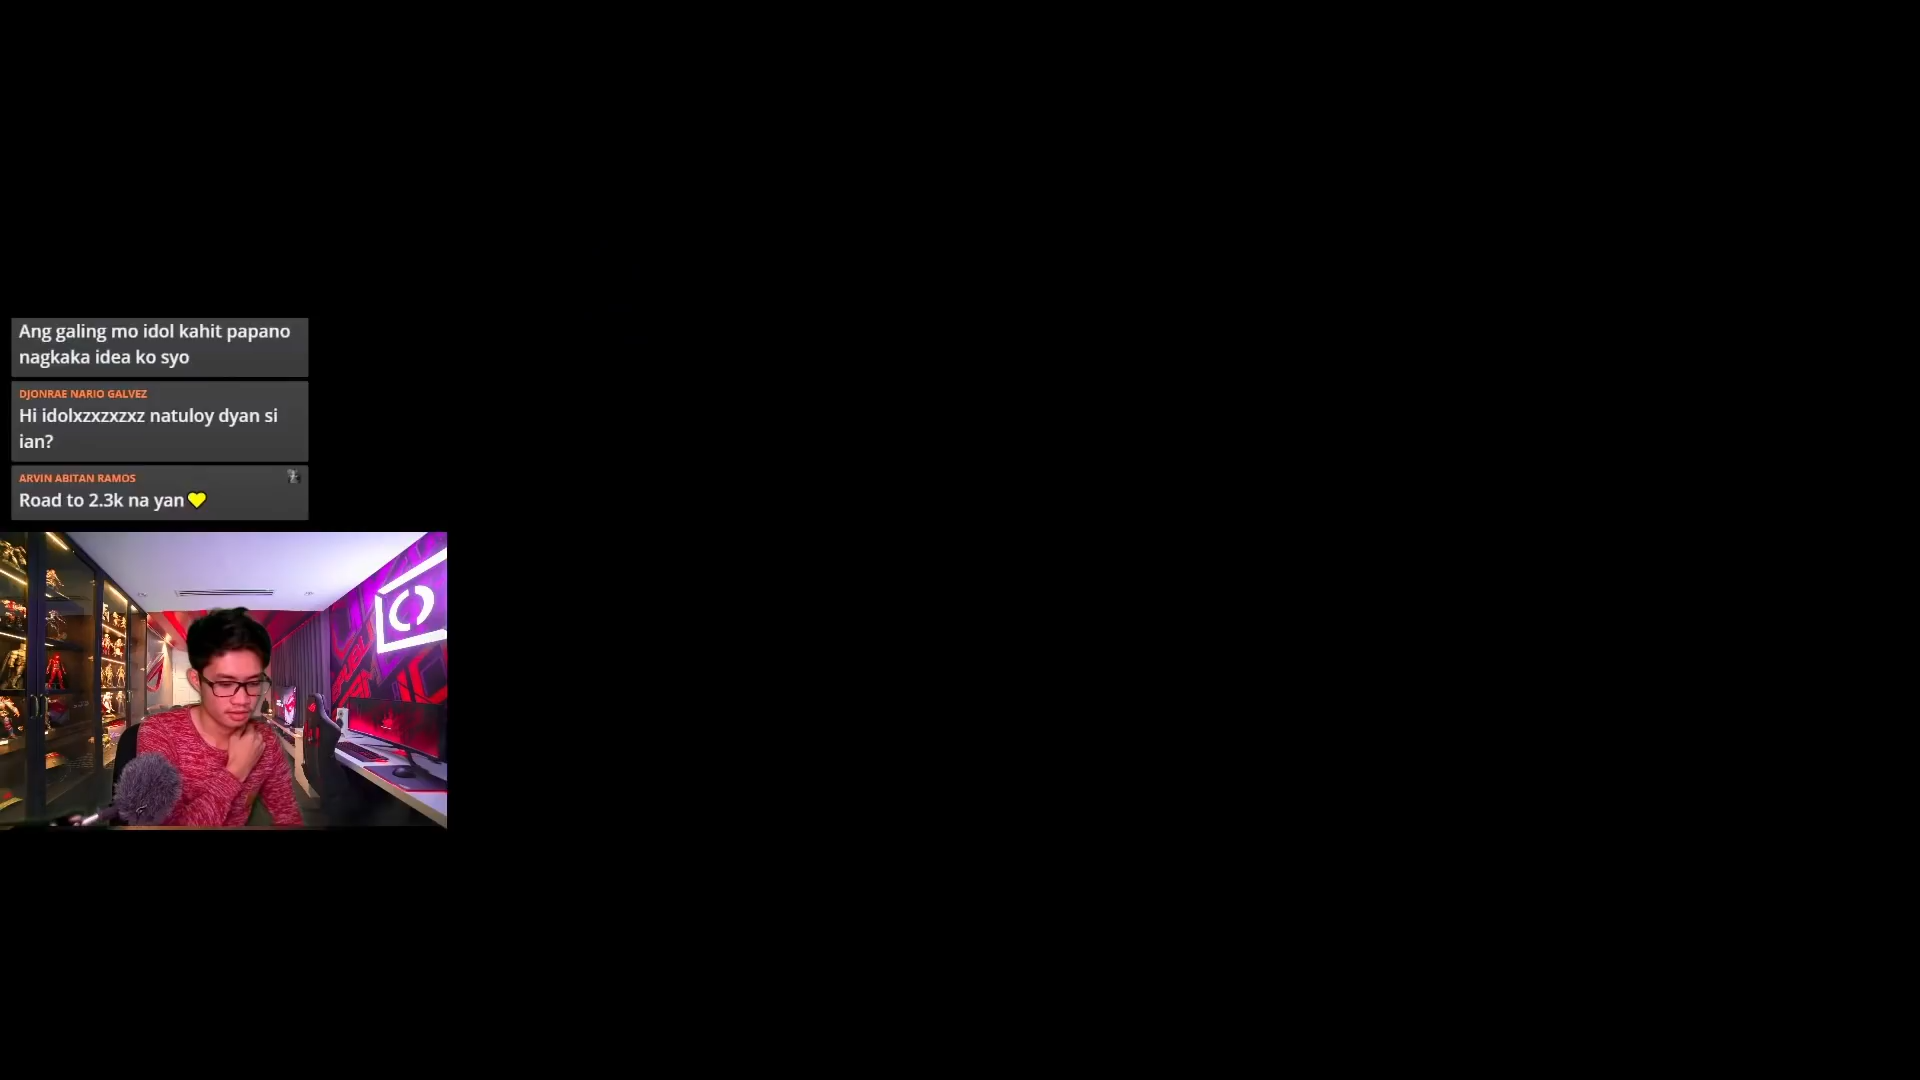 Ang galing mo idol kahit papano
nagkaka idea ko syo
DJONRAE NARIO GALVEZ
Hi idolxzxzxzxz natuloy dyan si
ian?
ARVIN ABITAN RAMOS
Road to 2.3k na yan💛